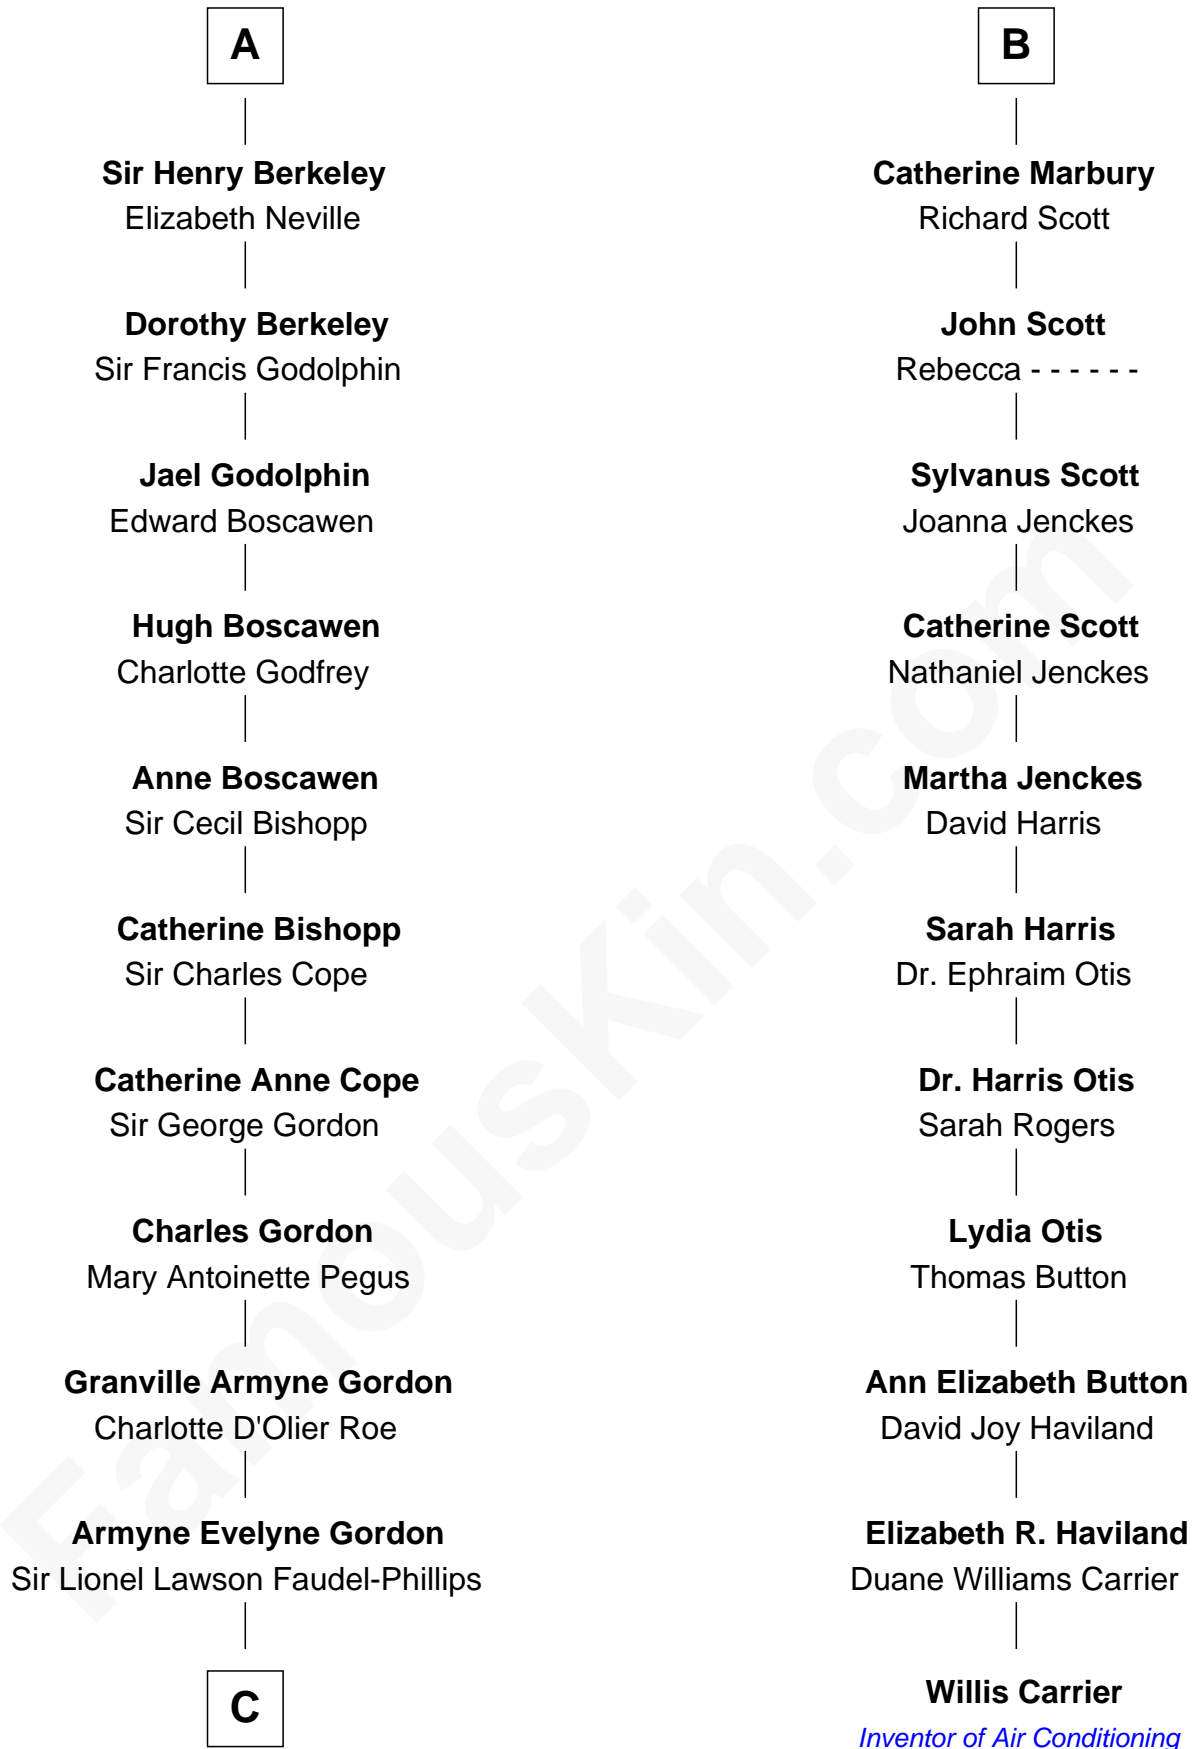 A
Sir Henry Berkeley
Elizabeth Neville
Dorothy Berkeley
Sir Francis Godolphin
Jael Godolphin
Edward Boscawen
Hugh Boscawen
Charlotte Godfrey
Anne Boscawen
Sir Cecil Bishopp
Catherine Bishopp
Sir Charles Cope
Catherine Anne Cope
Sir George Gordon
Charles Gordon
Mary Antoinette Pegus
Granville Armyne Gordon
Charlotte D'Olier Roe
Armyne Evelyne Gordon
Sir Lionel Lawson Faudel-Phillips
C
B
Catherine Marbury
Richard Scott
John Scott
Rebecca - - - - - -
Sylvanus Scott
Joanna Jenckes
Catherine Scott
Nathaniel Jenckes
Martha Jenckes
David Harris
Sarah Harris
Dr. Ephraim Otis
Dr. Harris Otis
Sarah Rogers
Lydia Otis
Thomas Button
Ann Elizabeth Button
David Joy Haviland
Elizabeth R. Haviland
Duane Williams Carrier
Willis Carrier
Inventor of Air Conditioning
FamousKin.com